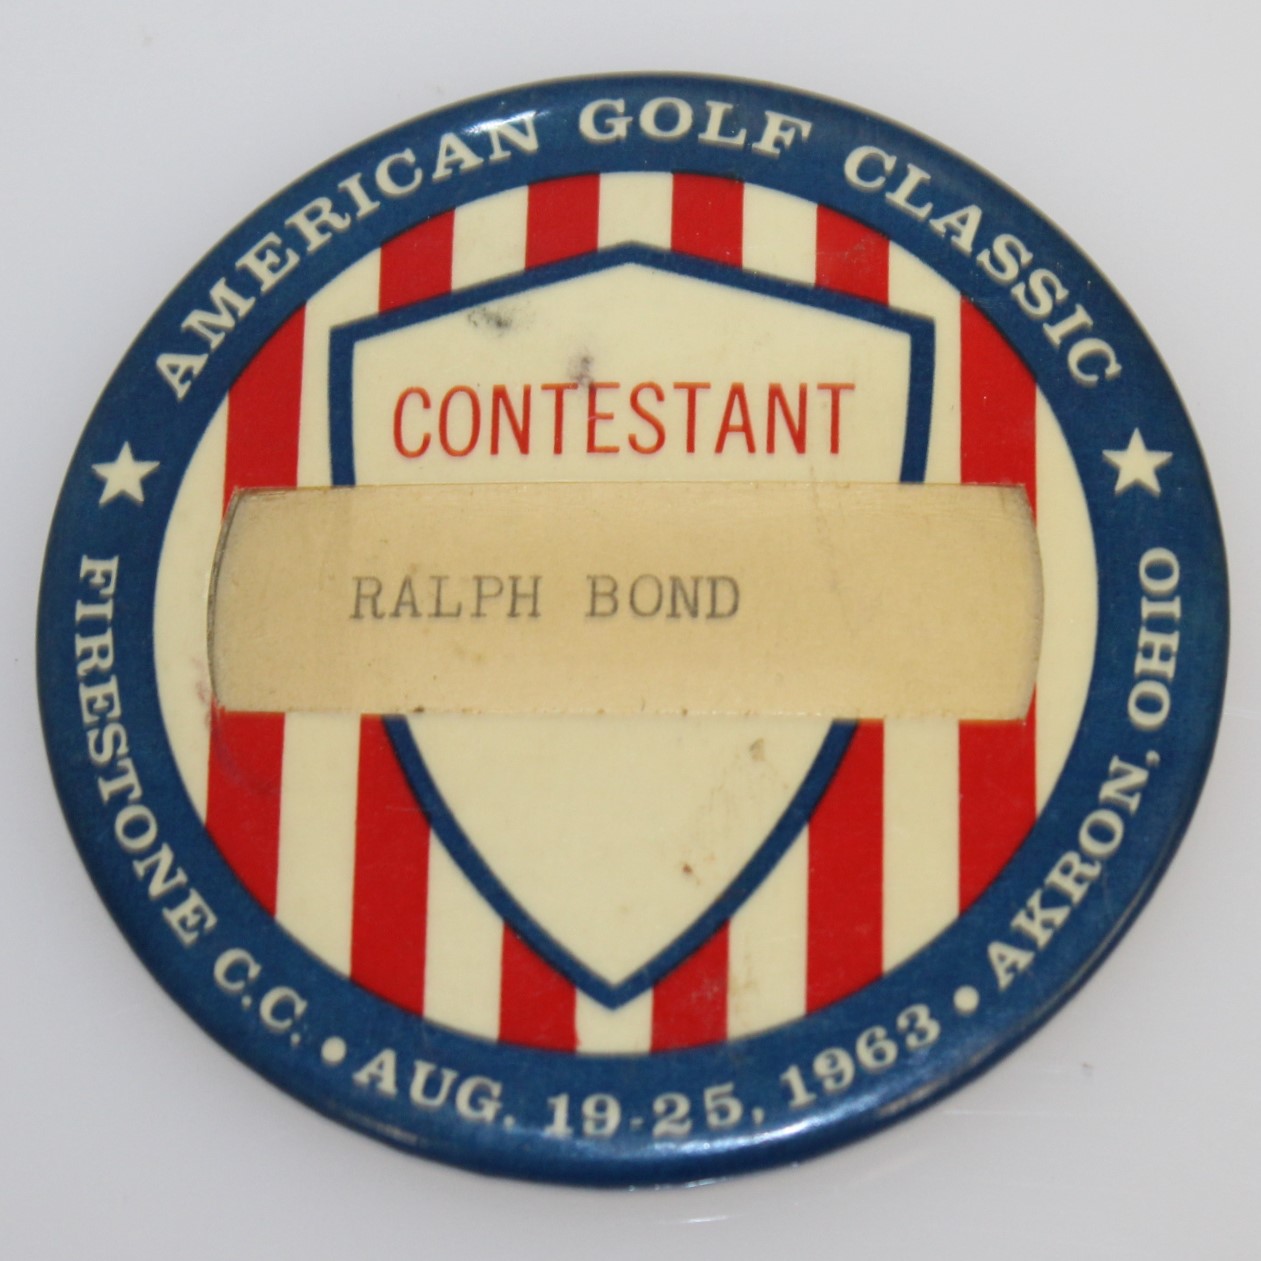 AMERICAN GOLF CLASSIC
CONTESTANT
RALPH BOND
FIRESTONE C.C. • AUG. 19-25, 1963 • AKRON, OHIO